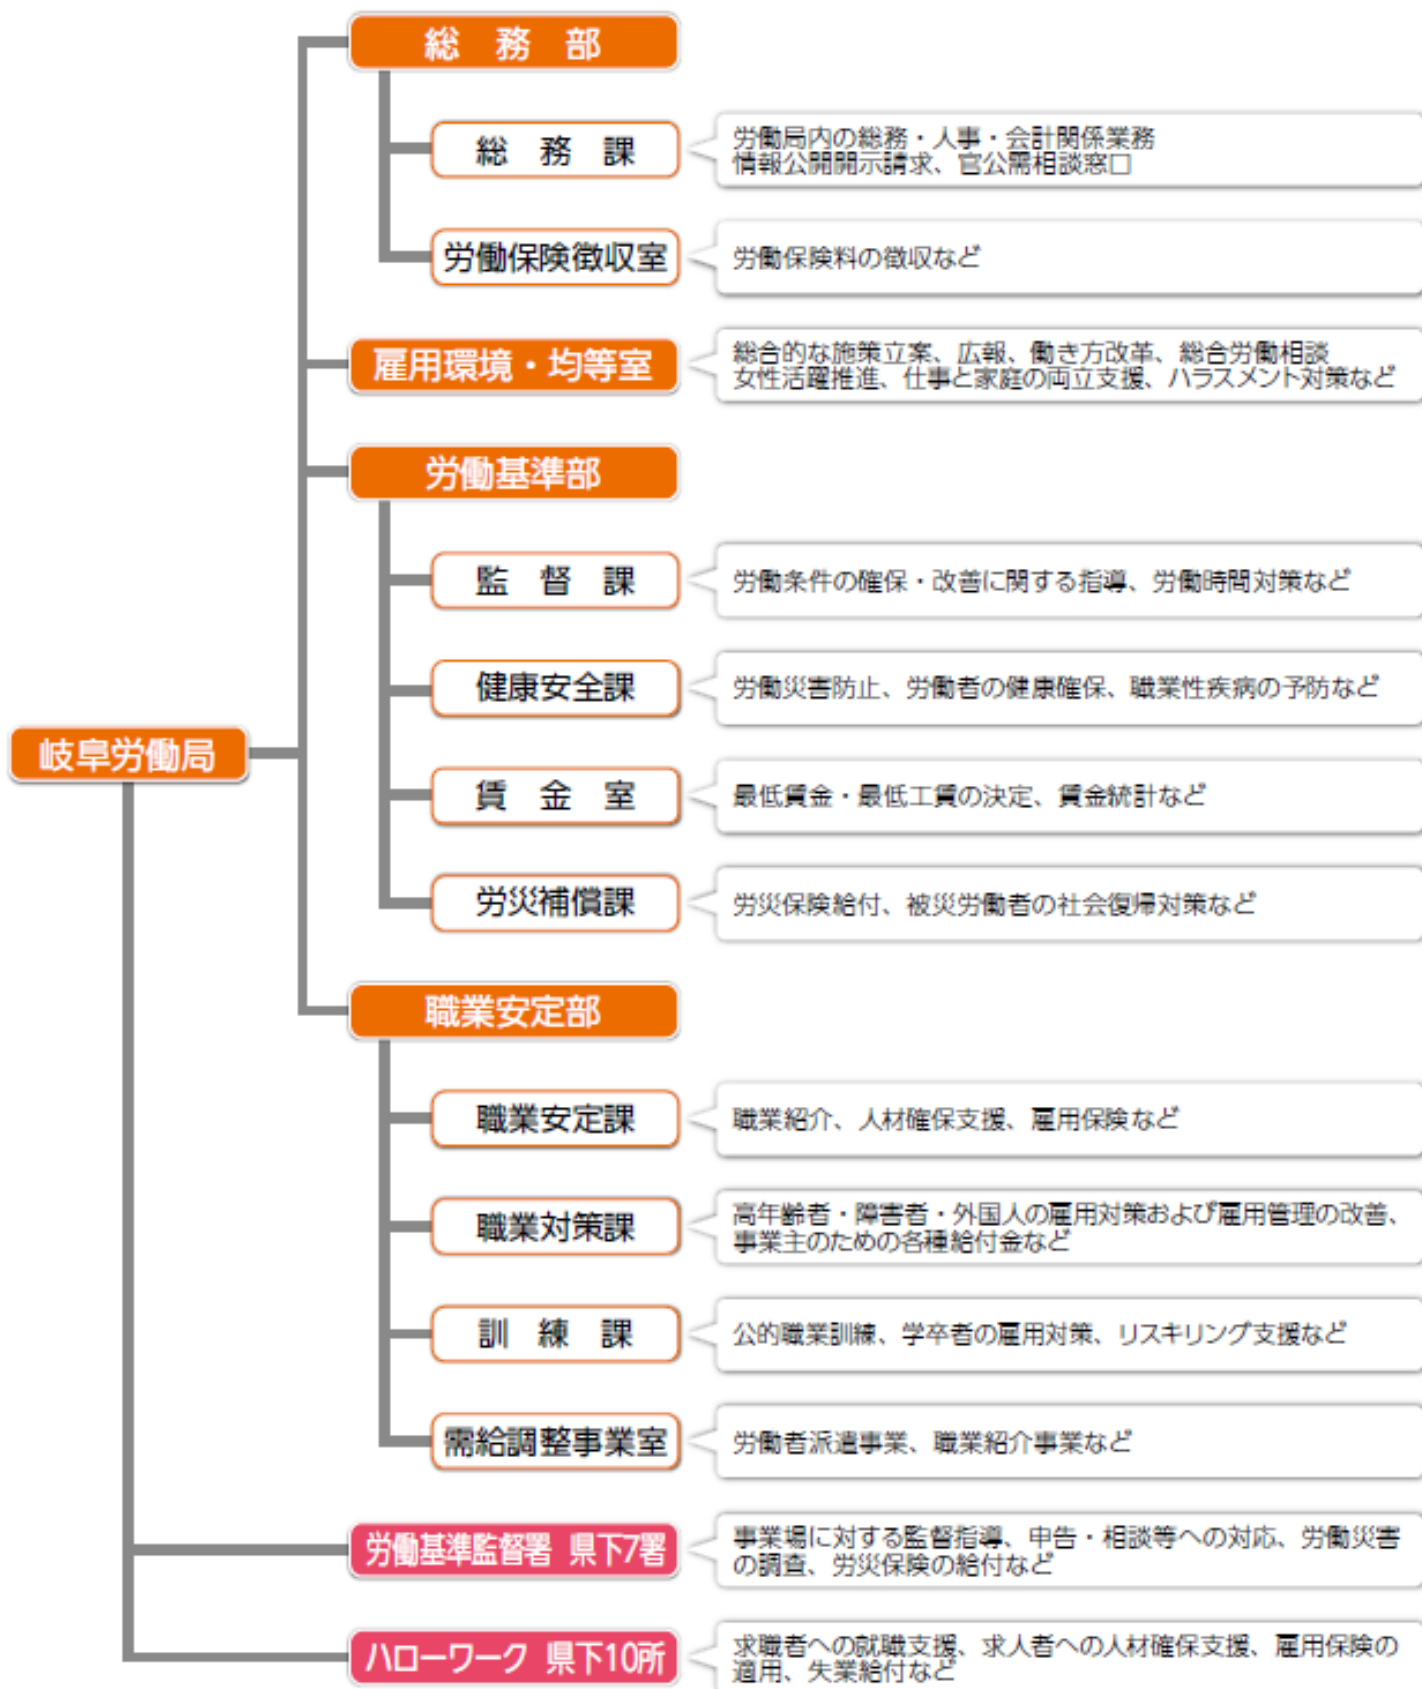 総務部
総務課
労働局内の総務・人事・会計関係業務
情報公開開示請求、官公需相談窓口
労働保険徴収室
労働保険料の徴収など
雇用環境・均等室
総合的な施策立案、広報、働き方改革、総合労働相談
女性活躍推進、仕事と家庭の両立支援、ハラスメント対策など
労働基準部
監督課
労働条件の確保・改善に関する指導、労働時間対策など
健康安全課
労働災害防止、労働者の健康確保、職業性疾病の予防など
岐阜労働局
賃金室
最低賃金・最低工賃の決定、賃金統計など
労災補償課
労災保険給付、被災労働者の社会復帰対策など
職業安定部
職業安定課
職業紹介、人材確保支援、雇用保険など
職業対策課
高年齢者・障害者・外国人の雇用対策および雇用管理の改善、
事業主のための各種給付金など
訓練課
公的職業訓練、学卒者の雇用対策、リスキリング支援など
需給調整事業室
労働者派遣事業、職業紹介事業など
労働基準監督署 県下7署
事業場に対する監督指導、申告・相談等への対応、労働災害
の調査、労災保険の給付など
ハローワーク 県下10所
求職者への就職支援、求人者への人材確保支援、雇用保険の
適用、失業給付など